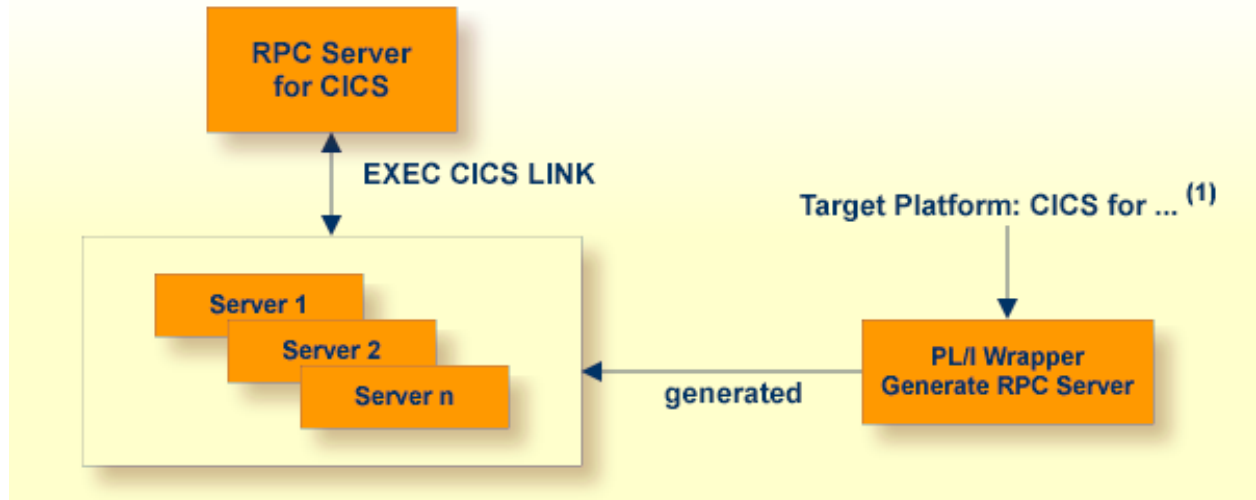 RPC Server
for CICS
EXEC CICS LINK
Target Platform: CICS for ... (1)
Server 1
Server 2
Server n
PL/I Wrapper
Generate RPC Server
generated